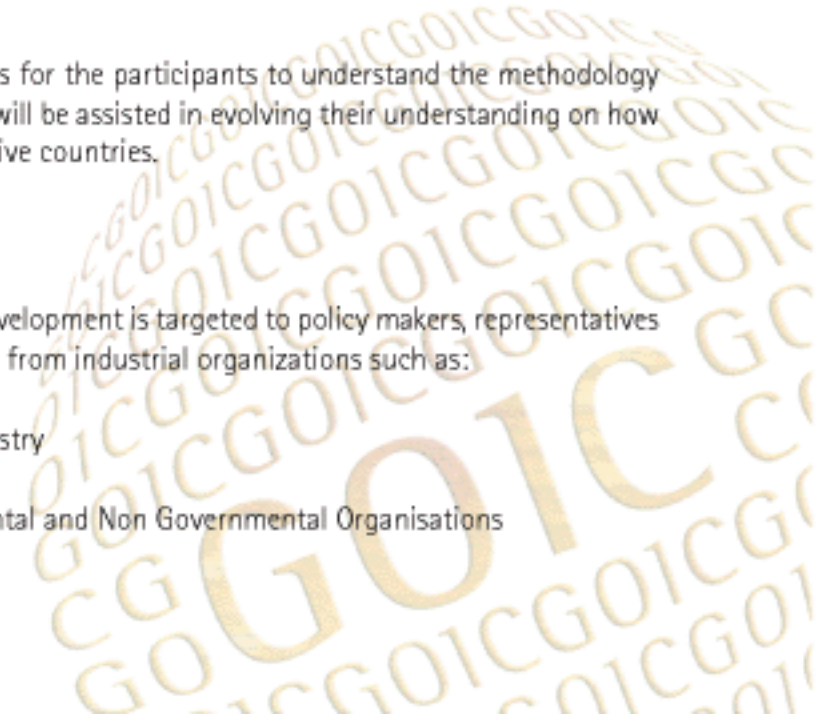 s for the participants to understand the methodology
will be assisted in evolving their understanding on how
ive countries.
velopment is targeted to policy makers, representatives
from industrial organizations such as:
stry
ntal and Non Governmental Organisations
GOIC